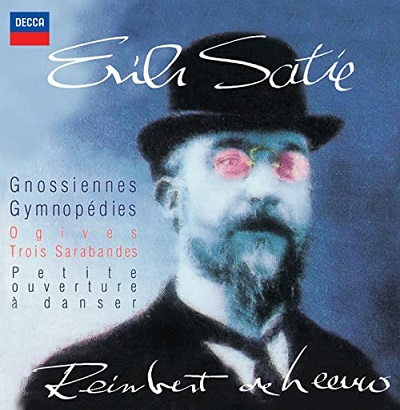 DECCA
Erik Satie
Gnossiennes
Gymnopédies
Ogives
Trois Sarabandes
Petite
ouverture
à danser
Reinbert de Leeuw